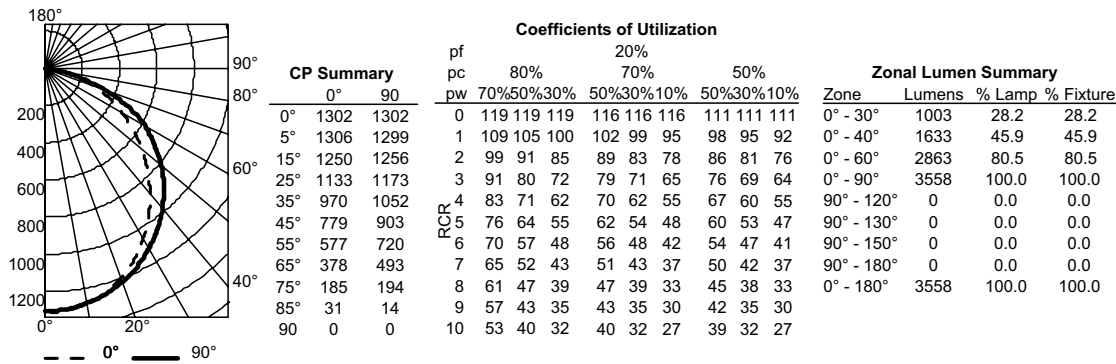 180°
90°
80°
60°
40°
200
400
600
800
1000
1200
0°
20°
0° 90°
CP Summary
0° 90
0° 1302 1302
5° 1306 1299
15° 1250 1256
25° 1133 1173
35° 970 1052
45° 779 903
55° 577 720
65° 378 493
75° 185 194
85° 31 14
90 0 0
Coefficients of Utilization
pf 20%
pc 80% 70% 50%
pw 70%50%30% 50%30%10% 50%30%10%
RCR
0 119 119 119 116 116 116 111 111 111
1 109 105 100 102 99 95 98 95 92
2 99 91 85 89 83 78 86 81 76
3 91 80 72 79 71 65 76 69 64
4 83 71 62 70 62 55 67 60 55
5 76 64 55 62 54 48 60 53 47
6 70 57 48 56 48 42 54 47 41
7 65 52 43 51 43 37 50 42 37
8 61 47 39 47 39 33 45 38 33
9 57 43 35 43 35 30 42 35 30
10 53 40 32 40 32 27 39 32 27
Zonal Lumen Summary
Zone Lumens % Lamp % Fixture
0° - 30° 1003 28.2 28.2
0° - 40° 1633 45.9 45.9
0° - 60° 2863 80.5 80.5
0° - 90° 3558 100.0 100.0
90° - 120° 0 0.0 0.0
90° - 130° 0 0.0 0.0
90° - 150° 0 0.0 0.0
90° - 180° 0 0.0 0.0
0° - 180° 3558 100.0 100.0